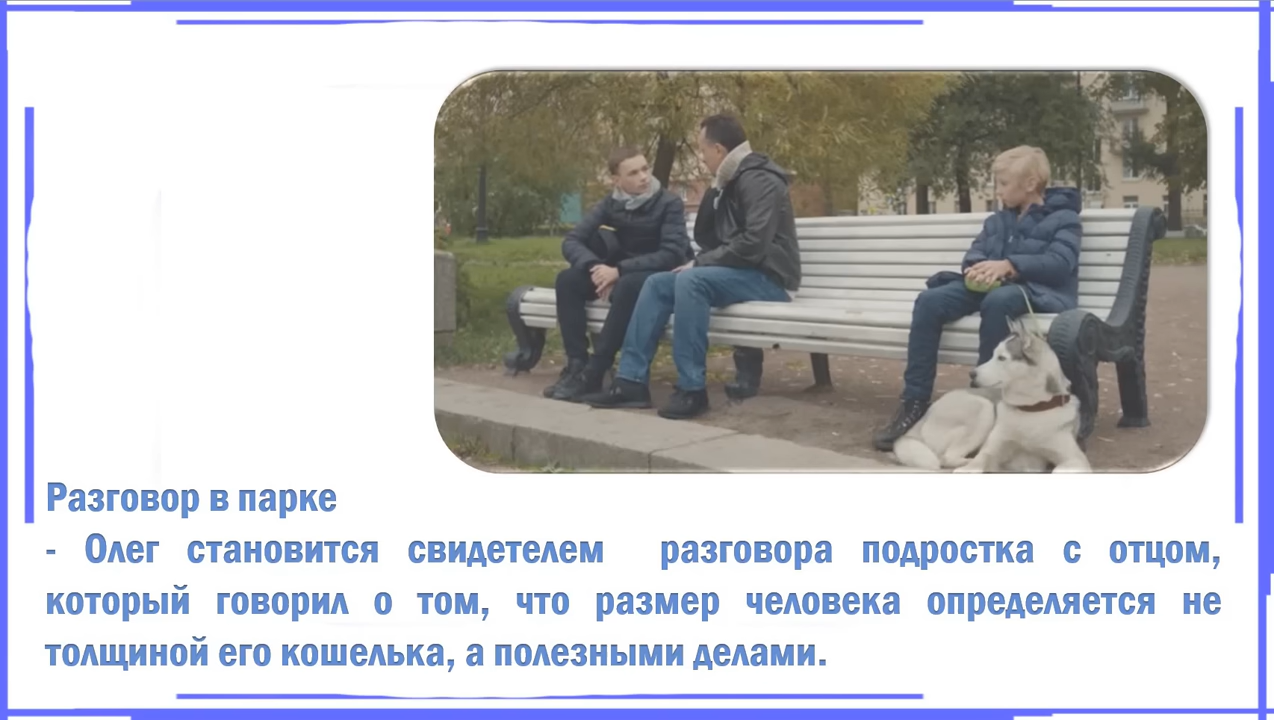 Разговор в парке
- Олег становится свидетелем разговора подростка с отцом,
который говорил о том, что размер человека определяется не
толщиной его кошелька, а полезными делами.